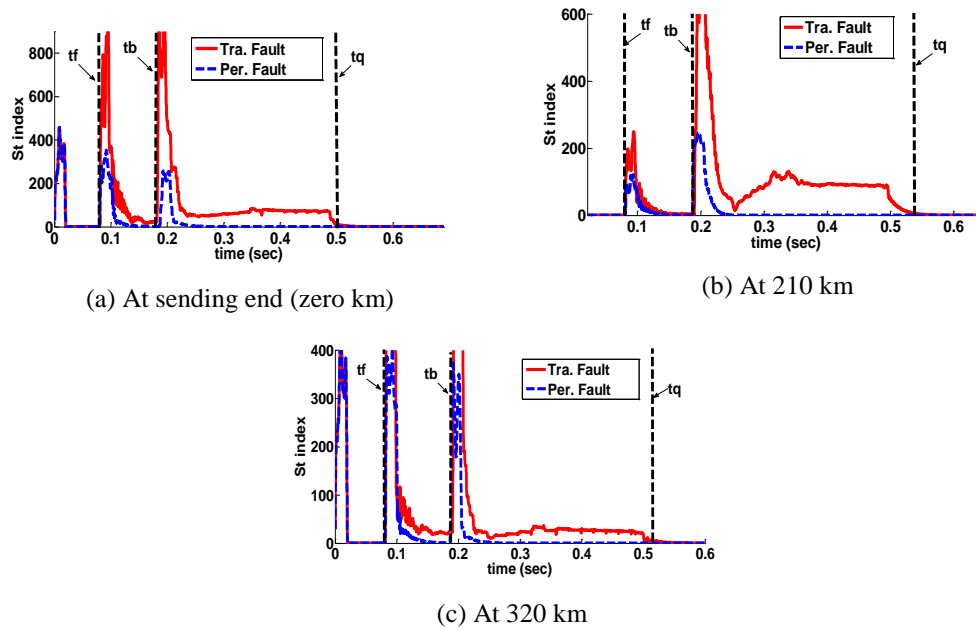 900
800
600
400
200
0
St index
tf
tb
tq
Tra. Fault
Per. Fault
0 0.1 0.2 0.3 0.4 0.5 0.6
time (sec)
(a) At sending end (zero km)
600
400
200
0
St index
tf
tb
tq
Tra. Fault
Per. Fault
0.1 0.2 0.3 0.4 0.5 0.6
time (sec)
(b) At 210 km
400
300
200
100
0
St index
tf
tb
tq
Tra. Fault
Per. Fault
0 0.1 0.2 0.3 0.4 0.5 0.6
time (sec)
(c) At 320 km